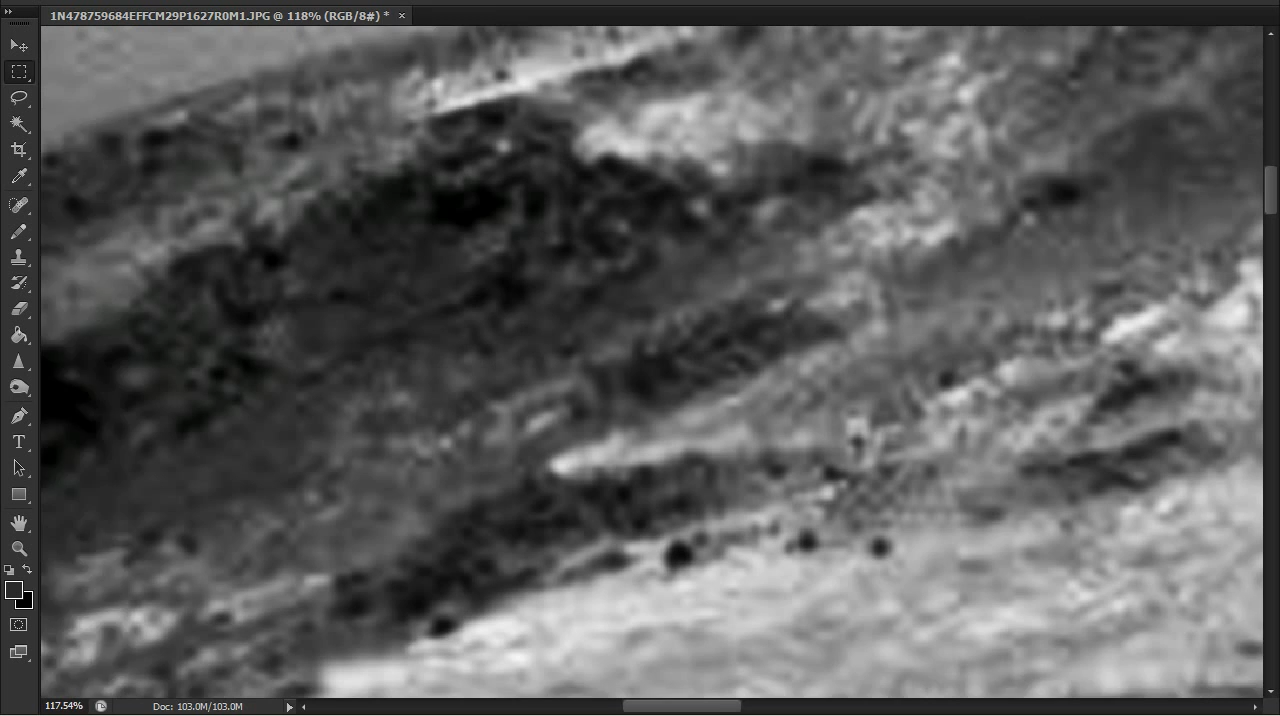 1N478759684EFFCM29P1627R0M1.JPG @ 118% (RGB/8#) * ×
T
117.54% Doc: 103.0M/103.0M